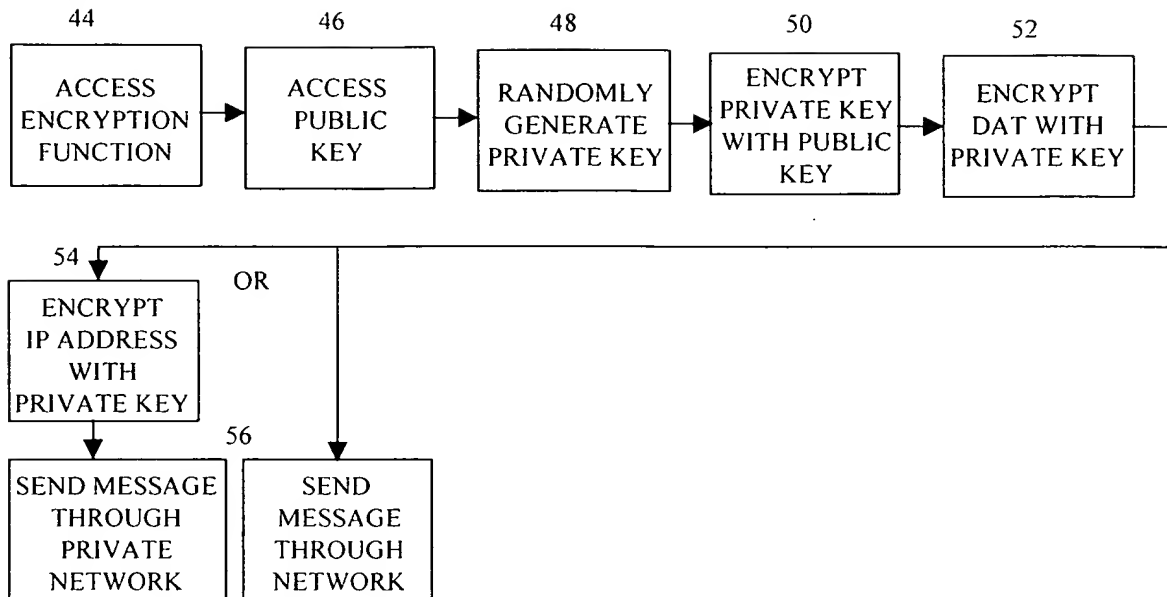 44
ACCESS
ENCRYPTION
FUNCTION
46
ACCESS
PUBLIC
KEY
48
RANDOMLY
GENERATE
PRIVATE KEY
50
ENCRYPT
PRIVATE KEY
WITH PUBLIC
KEY
52
ENCRYPT
DAT WITH
PRIVATE KEY
54
ENCRYPT
IP ADDRESS
WITH
PRIVATE KEY
OR
56
SEND MESSAGE
THROUGH
PRIVATE
NETWORK
SEND
MESSAGE
THROUGH
NETWORK